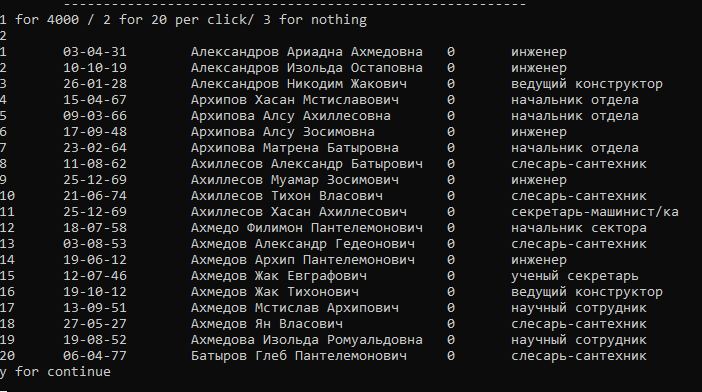 ------------------------------------------------------------
1 for 4000 / 2 for 20 per click/ 3 for nothing
2
1 03-04-31 Александров Ариадна Ахмедовна 0 инженер
2 10-10-19 Александров Изольда Остаповна 0 инженер
3 26-01-28 Александров Никодим Жакович 0 ведущий конструктор
4 15-04-67 Архипов Хасан Мстиславович 0 начальник отдела
5 09-03-66 Архипова Алсу Ахиллесовна 0 начальник отдела
6 17-09-48 Архипова Алсу Зосимовна 0 инженер
7 23-02-64 Архипова Матрена Батыровна 0 начальник отдела
8 11-08-62 Ахиллесов Александр Батырович 0 слесарь-сантехник
9 25-12-69 Ахиллесов Муамар Зосимович 0 инженер
10 21-06-74 Ахиллесов Тихон Власович 0 слесарь-сантехник
11 25-12-69 Ахиллесов Хасан Ахиллесович 0 секретарь-машинист/ка
12 18-07-58 Ахмедо Филимон Пантелемонович 0 начальник сектора
13 03-08-53 Ахмедов Александр Гедеонович 0 слесарь-сантехник
14 19-06-12 Ахмедов Архип Пантелемонович 0 инженер
15 12-07-46 Ахмедов Жак Евграфович 0 ученый секретарь
16 19-10-12 Ахмедов Жак Тихонович 0 ведущий конструктор
17 13-09-51 Ахмедов Мстислав Архипович 0 научный сотрудник
18 27-05-27 Ахмедов Ян Власович 0 слесарь-сантехник
19 19-08-52 Ахмедова Изольда Ромуальдовна 0 научный сотрудник
20 06-04-77 Батыров Глеб Пантелемонович 0 слесарь-сантехник
y for continue